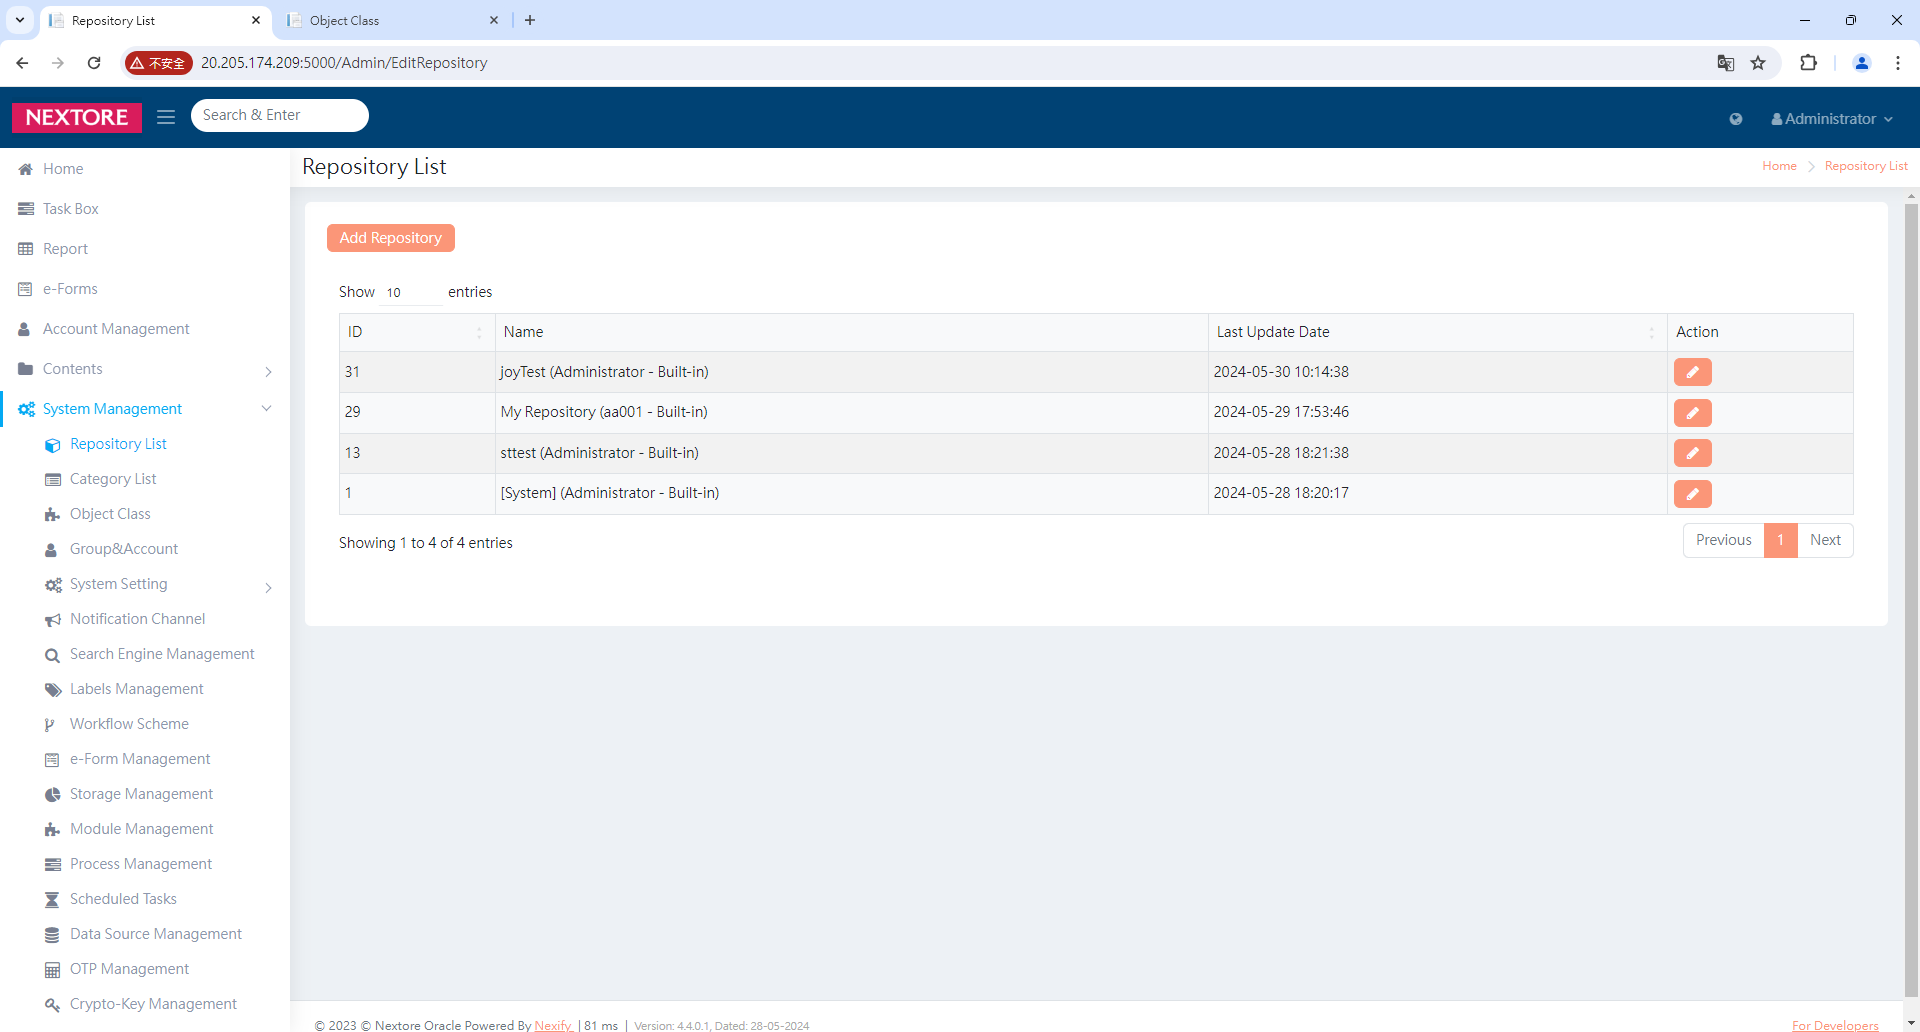 Repository List
Object Class
不安全
20.205.174.209:5000/Admin/EditRepository
NEXTORE
Search & Enter
Administrator
Home
Task Box
Report
e-Forms
Account Management
Contents
System Management
Repository List
Category List
Object Class
Group&Account
System Setting
Notification Channel
Search Engine Management
Labels Management
Workflow Scheme
e-Form Management
Storage Management
Module Management
Process Management
Scheduled Tasks
Data Source Management
OTP Management
Crypto-Key Management
Repository List
Home > Repository List
Add Repository
Show 10 entries
ID Name Last Update Date Action
31 joyTest (Administrator - Built-in) 2024-05-30 10:14:38
29 My Repository (aa001 - Built-in) 2024-05-29 17:53:46
13 sttest (Administrator - Built-in) 2024-05-28 18:21:38
1 [System] (Administrator - Built-in) 2024-05-28 18:20:17
Showing 1 to 4 of 4 entries
Previous 1 Next
© 2023 © Nextore Oracle Powered By Nexify | 81 ms | Version: 4.4.0.1, Dated: 28-05-2024
For Developers